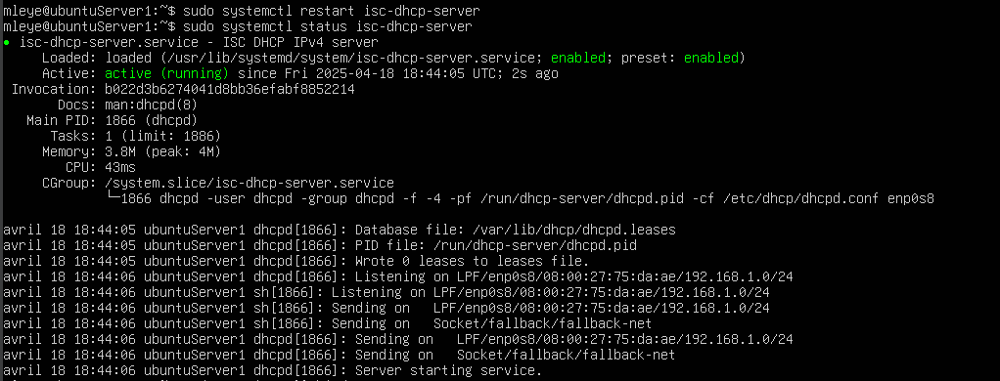 mleye@ubuntuServer1:~$ sudo systemctl restart isc-dhcp-server
mleye@ubuntuServer1:~$ sudo systemctl status isc-dhcp-server
● isc-dhcp-server.service - ISC DHCP IPv4 server
     Loaded: loaded (/usr/lib/systemd/system/isc-dhcp-server.service; enabled; preset: enabled)
     Active: active (running) since Fri 2025-04-18 18:44:05 UTC; 2s ago
 Invocation: b022d3b6274041d8bb36efabf8852214
       Docs: man:dhcpd(8)
   Main PID: 1866 (dhcpd)
      Tasks: 1 (limit: 1886)
     Memory: 3.8M (peak: 4M)
        CPU: 43ms
     CGroup: /system.slice/isc-dhcp-server.service
             └─1866 dhcpd -user dhcpd -group dhcpd -f -4 -pf /run/dhcp-server/dhcpd.pid -cf /etc/dhcp/dhcpd.conf enp0s8
avril 18 18:44:05 ubuntuServer1 dhcpd[1866]: Database file: /var/lib/dhcp/dhcpd.leases
avril 18 18:44:05 ubuntuServer1 dhcpd[1866]: PID file: /run/dhcp-server/dhcpd.pid
avril 18 18:44:05 ubuntuServer1 dhcpd[1866]: Wrote 0 leases to leases file.
avril 18 18:44:06 ubuntuServer1 dhcpd[1866]: Listening on LPF/enp0s8/08:00:27:75:da:ae/192.168.1.0/24
avril 18 18:44:06 ubuntuServer1 sh[1866]: Listening on LPF/enp0s8/08:00:27:75:da:ae/192.168.1.0/24
avril 18 18:44:06 ubuntuServer1 sh[1866]: Sending on   LPF/enp0s8/08:00:27:75:da:ae/192.168.1.0/24
avril 18 18:44:06 ubuntuServer1 sh[1866]: Sending on   Socket/fallback/fallback-net
avril 18 18:44:06 ubuntuServer1 dhcpd[1866]: Sending on   LPF/enp0s8/08:00:27:75:da:ae/192.168.1.0/24
avril 18 18:44:06 ubuntuServer1 dhcpd[1866]: Sending on   Socket/fallback/fallback-net
avril 18 18:44:06 ubuntuServer1 dhcpd[1866]: Server starting service.